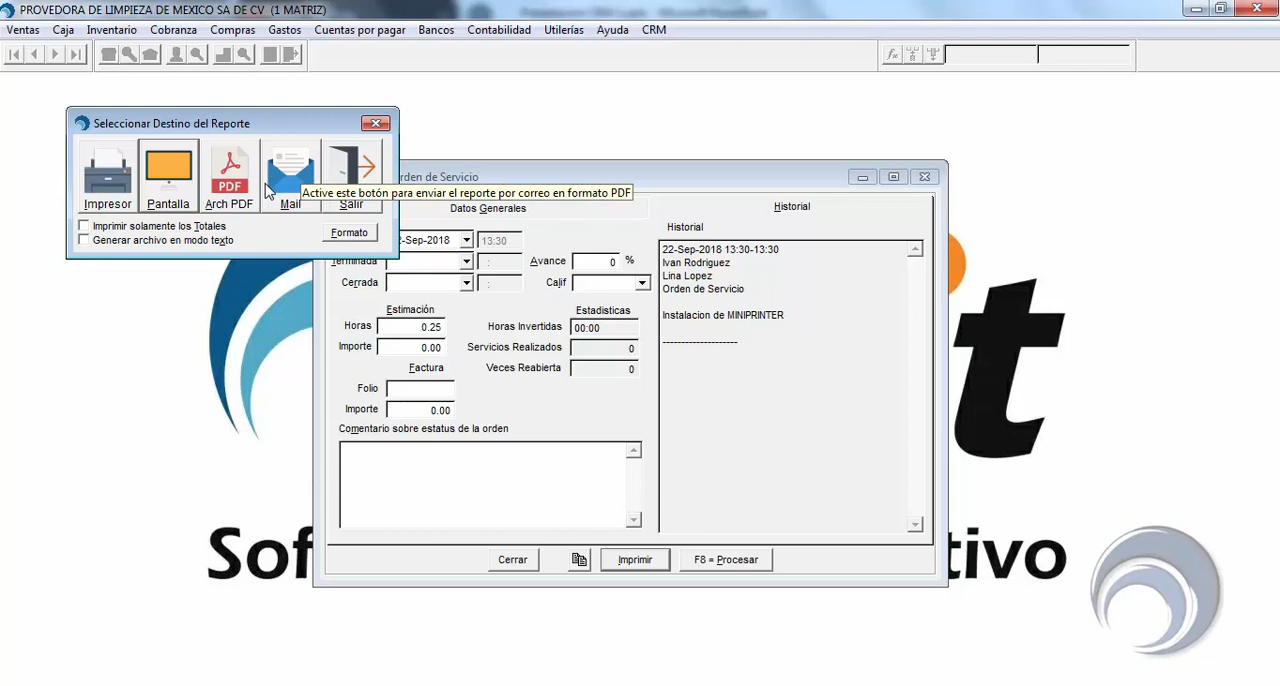 PROVEDORA DE LIMPIEZA DE MEXICO SA DE CV (1 MATRIZ)
Ventas Caja Inventario Cobranza Compras Gastos Cuentas por pagar Bancos Contabilidad Utilerías Ayuda CRM
Seleccionar Destino del Reporte
PDF
Impresor Pantalla Arch PDF Mail Salir
Active este botón para enviar el reporte por correo en formato PDF
Imprimir solamente los Totales
Generar archivo en modo texto
Formato
rden de Servicio
Datos Generales
Historial
2-Sep-2018 13:30
Terminada : Avance 0 %
Cerrada : Calif
Estimación
Estadisticas
Horas 0.25 Horas Invertidas 00:00
Importe 0.00 Servicios Realizados 0
Factura Veces Reabierta 0
Folio
Importe 0.00
Comentario sobre estatus de la orden
Historial
22-Sep-2018 13:30-13:30
Ivan Rodriguez
Lina Lopez
Orden de Servicio
Instalacion de MINIPRINTER
--------------------
Cerrar Imprimir F8 = Procesar
it
Sof tivo